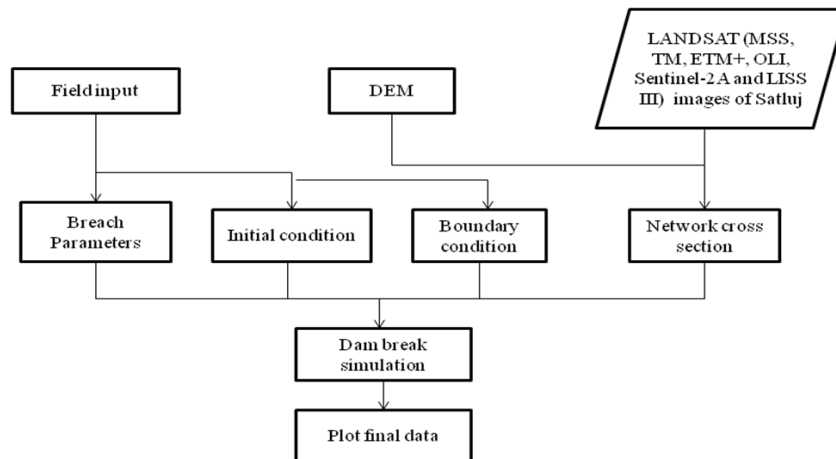 Field input
DEM
LANDSAT (MSS,
TM, ETM+, OLI,
Sentinel-2A and LISS
III) images of Satluj
Breach
Parameters
Initial condition
Boundary
condition
Network cross
section
Dam break
simulation
Plot final data